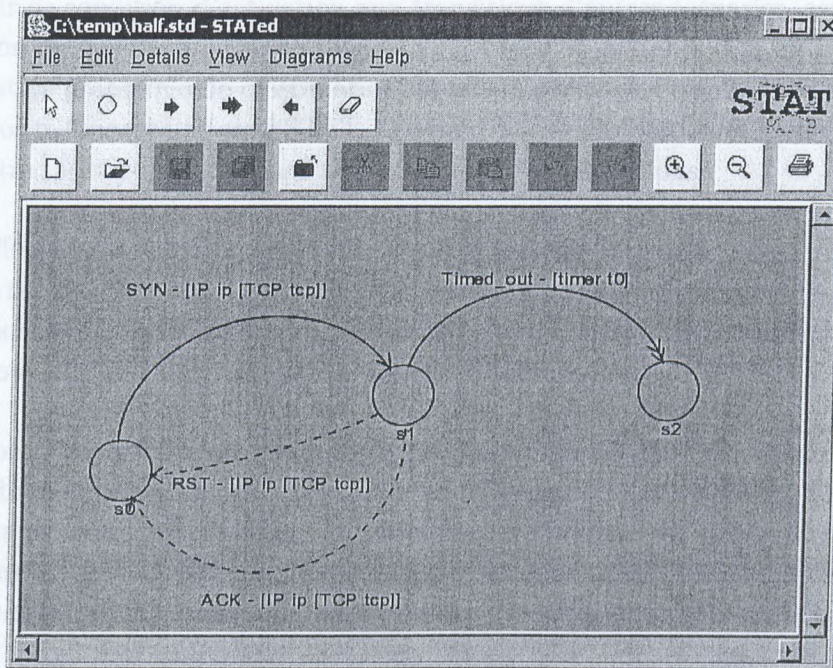 C:\temp\half.std - STATed
File Edit Details View Diagrams Help
STAT
SYN - [IP ip [TCP tcp]]
Timed_out - [timer t0]
s1
s2
RST - [IP ip [TCP tcp]]
s0
ACK - [IP ip [TCP tcp]]